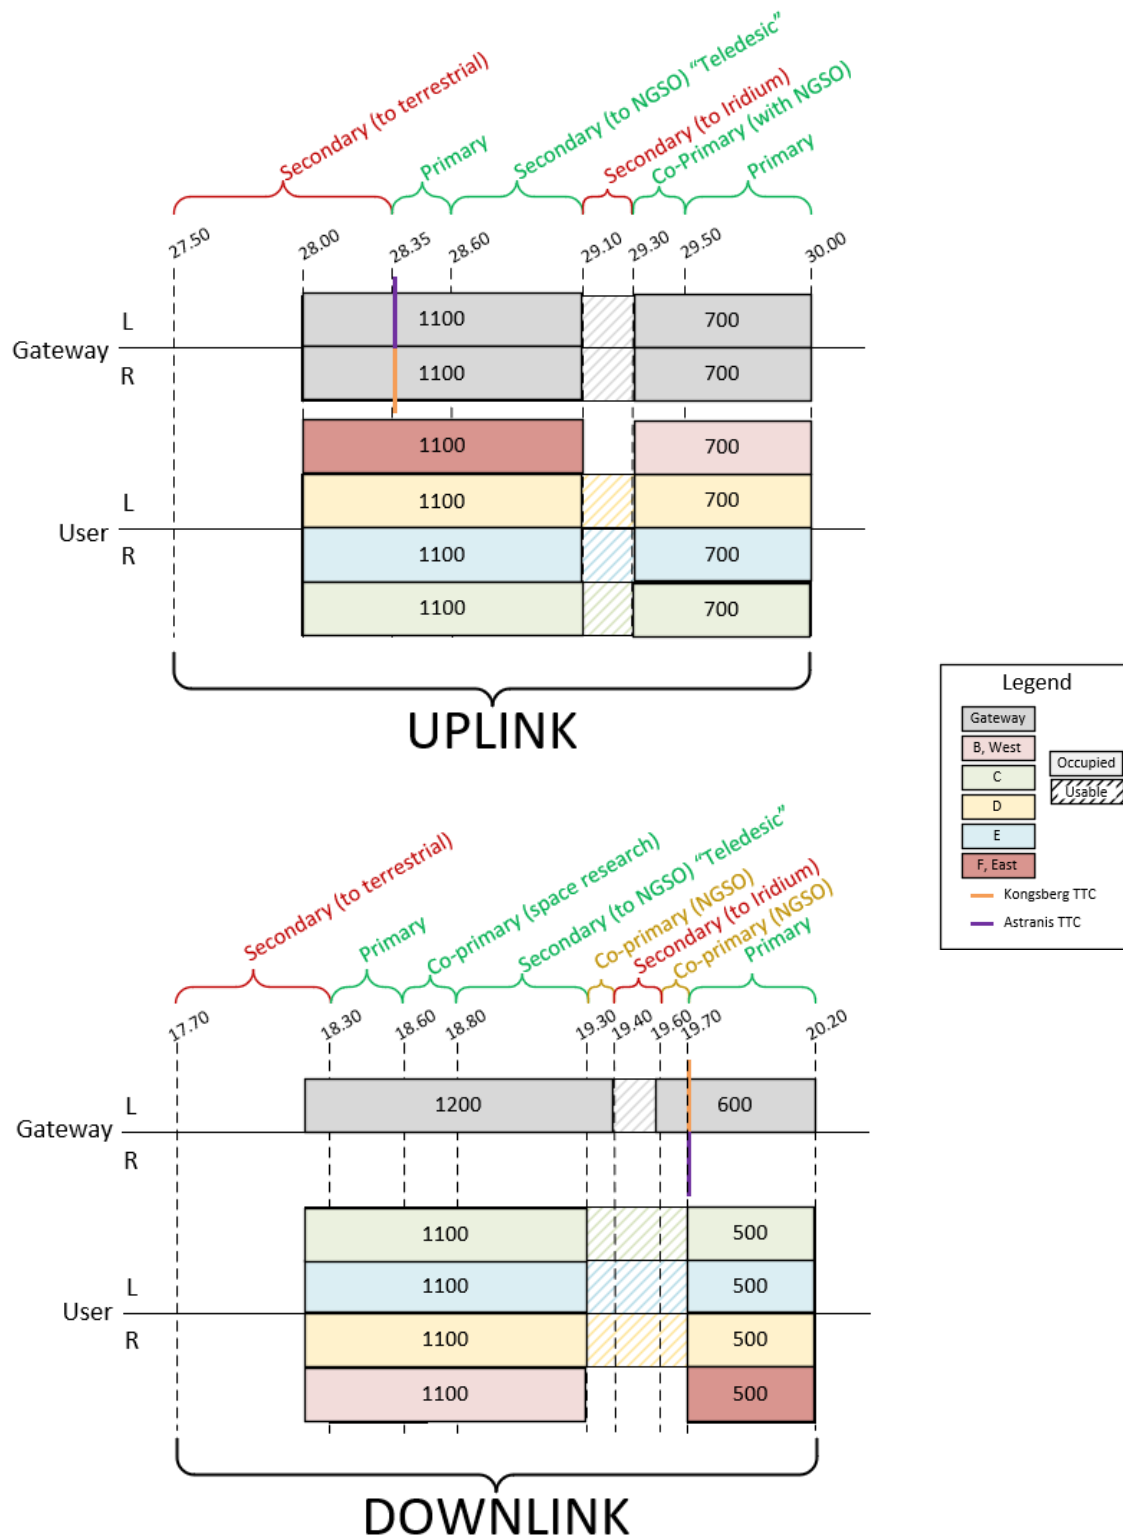 Secondary (to terrestrial)
Primary
Secondary (to NGSO) “Teledesic”
Secondary (to Iridium)
Co-Primary (with NGSO)
Primary
27.50
28.00
28.35
28.60
29.10
29.30
29.50
30.00
Gateway
L
R
1100
700
1100
700
User
L
R
1100
700
1100
700
1100
700
1100
700
UPLINK
Legend
Gateway
B, West
C
D
E
F, East
Occupied
Usable
Kongsberg TTC
Astranis TTC
Secondary (to terrestrial)
Primary
Co-primary (space research)
Secondary (to NGSO) “Teledesic”
Co-primary (NGSO)
Secondary (to Iridium)
Co-primary (NGSO)
Primary
17.70
18.30
18.60
18.80
19.30
19.40
19.60
19.70
20.20
Gateway
L
R
1200
600
User
L
R
1100
500
1100
500
1100
500
1100
500
DOWNLINK